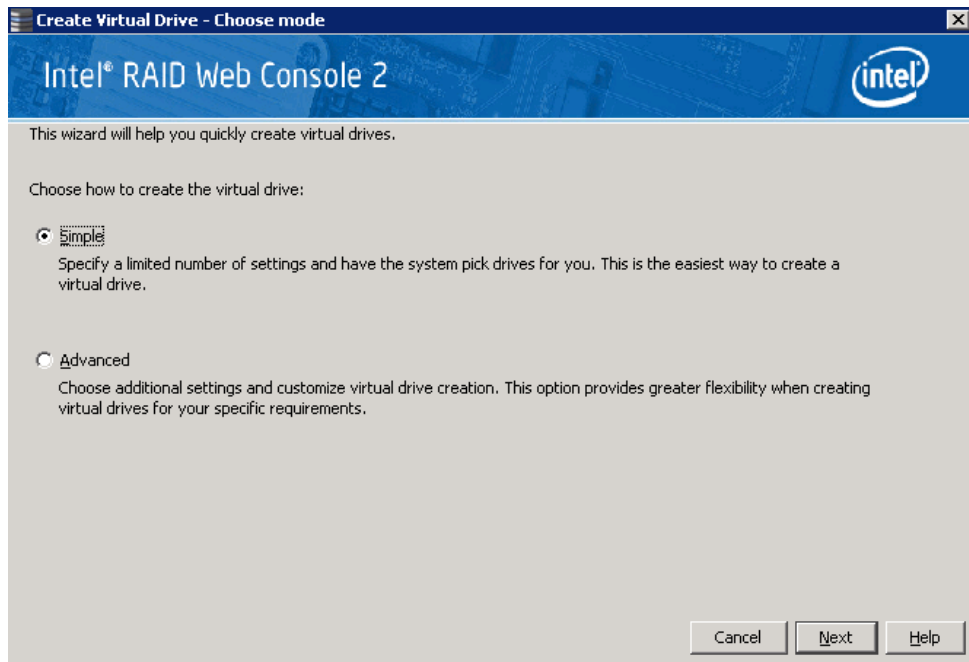 Create Virtual Drive - Choose mode
Intel® RAID Web Console 2
intel
This wizard will help you quickly create virtual drives.
Choose how to create the virtual drive:
Simple
Specify a limited number of settings and have the system pick drives for you. This is the easiest way to create a
virtual drive.
Advanced
Choose additional settings and customize virtual drive creation. This option provides greater flexibility when creating
virtual drives for your specific requirements.
Cancel Next Help